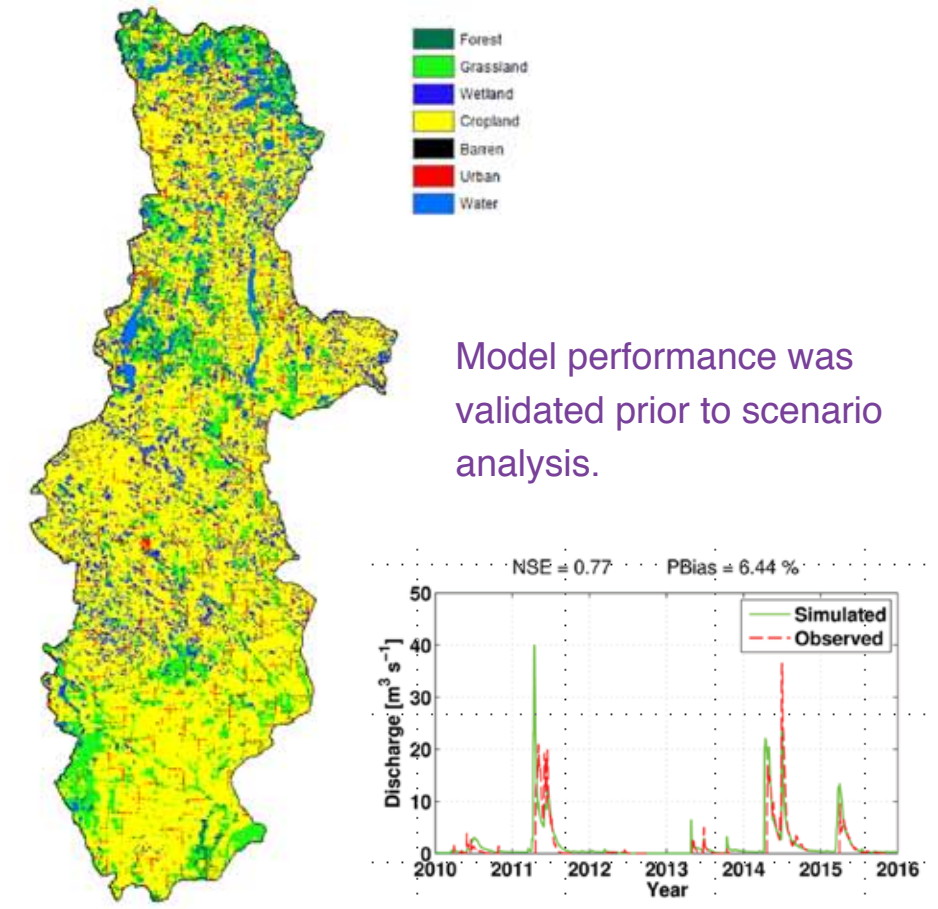 Forest
Grassland
Wetland
Cropland
Barren
Urban
Water
Model performance was
validated prior to scenario
analysis.
NSE = 0.77 PBias = 6.44 %
50
40
30
20
10
0
Discharge [m³ s⁻¹]
Simulated
Observed
2010 2011 2012 2013 2014 2015 2016
Year